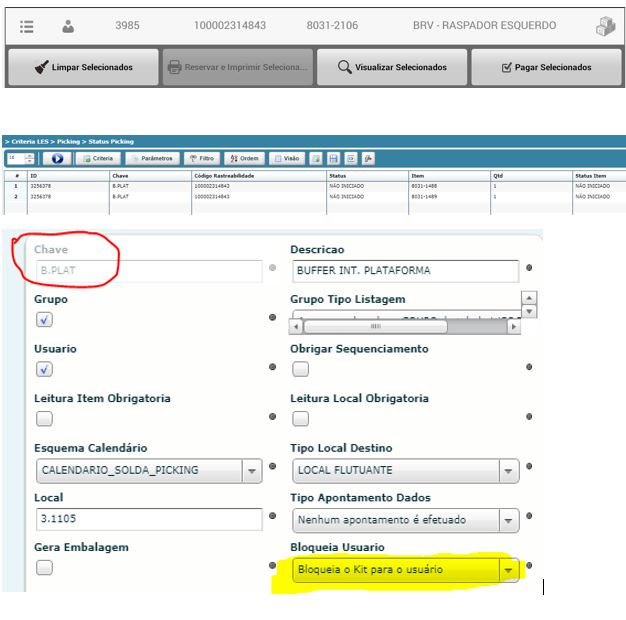 3985 100002314843 8031-2106 BRV - RASPADOR ESQUERDO
Limpar Selecionados Reservar e Imprimir Seleciona... Visualizar Selecionados Pagar Selecionados
> Criteria LES > Picking > Status Picking
Criteria Parâmetros Filtro Ordem Visão
# ID Chave Código Rastreabilidade Status Item Qtd Status Item
1 3256378 B.PLAT 100002314843 NÃO INICIADO 8031-1488 1 NÃO INICIADO
2 3256378 B.PLAT 100002314843 NÃO INICIADO 8031-1489 1 NÃO INICIADO
Chave Descricao
B.PLAT BUFFER INT. PLATAFORMA
Grupo Grupo Tipo Listagem
Usuario Obrigar Sequenciamento
Leitura Item Obrigatoria Leitura Local Obrigatoria
Esquema Calendário Tipo Local Destino
CALENDARIO_SOLDA_PICKING LOCAL FLUTUANTE
Local Tipo Apontamento Dados
3.1105 Nenhum apontamento é efetuado
Gera Embalagem Bloqueia Usuario
Bloqueia o Kit para o usuário